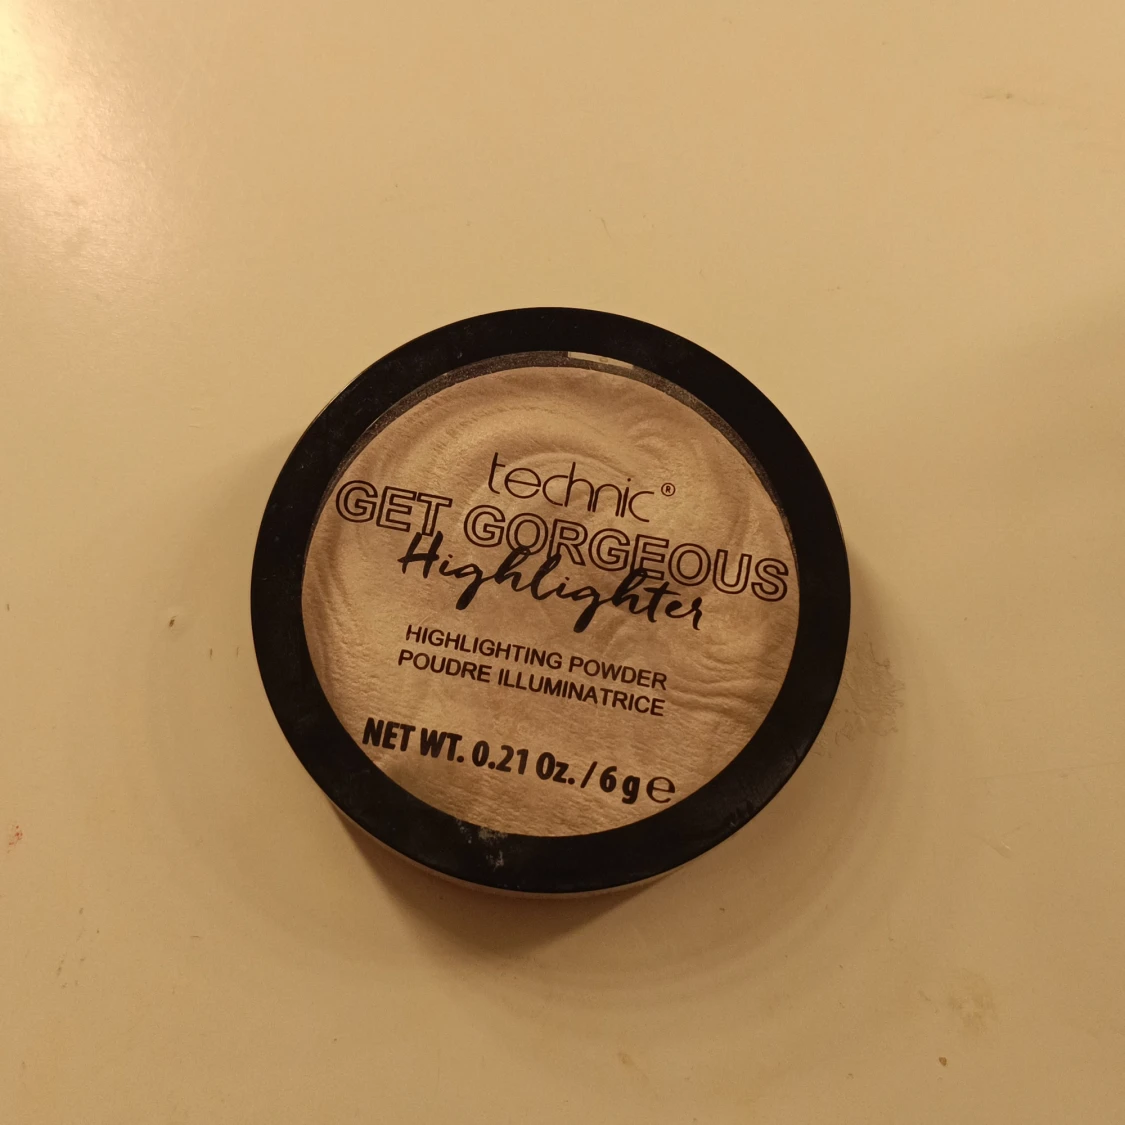 technic®
GET GORGEOUS
Highlighter
HIGHLIGHTING POWDER
POUDRE ILLUMINATRICE
NET WT. 0.21 Oz. / 6 g ℮